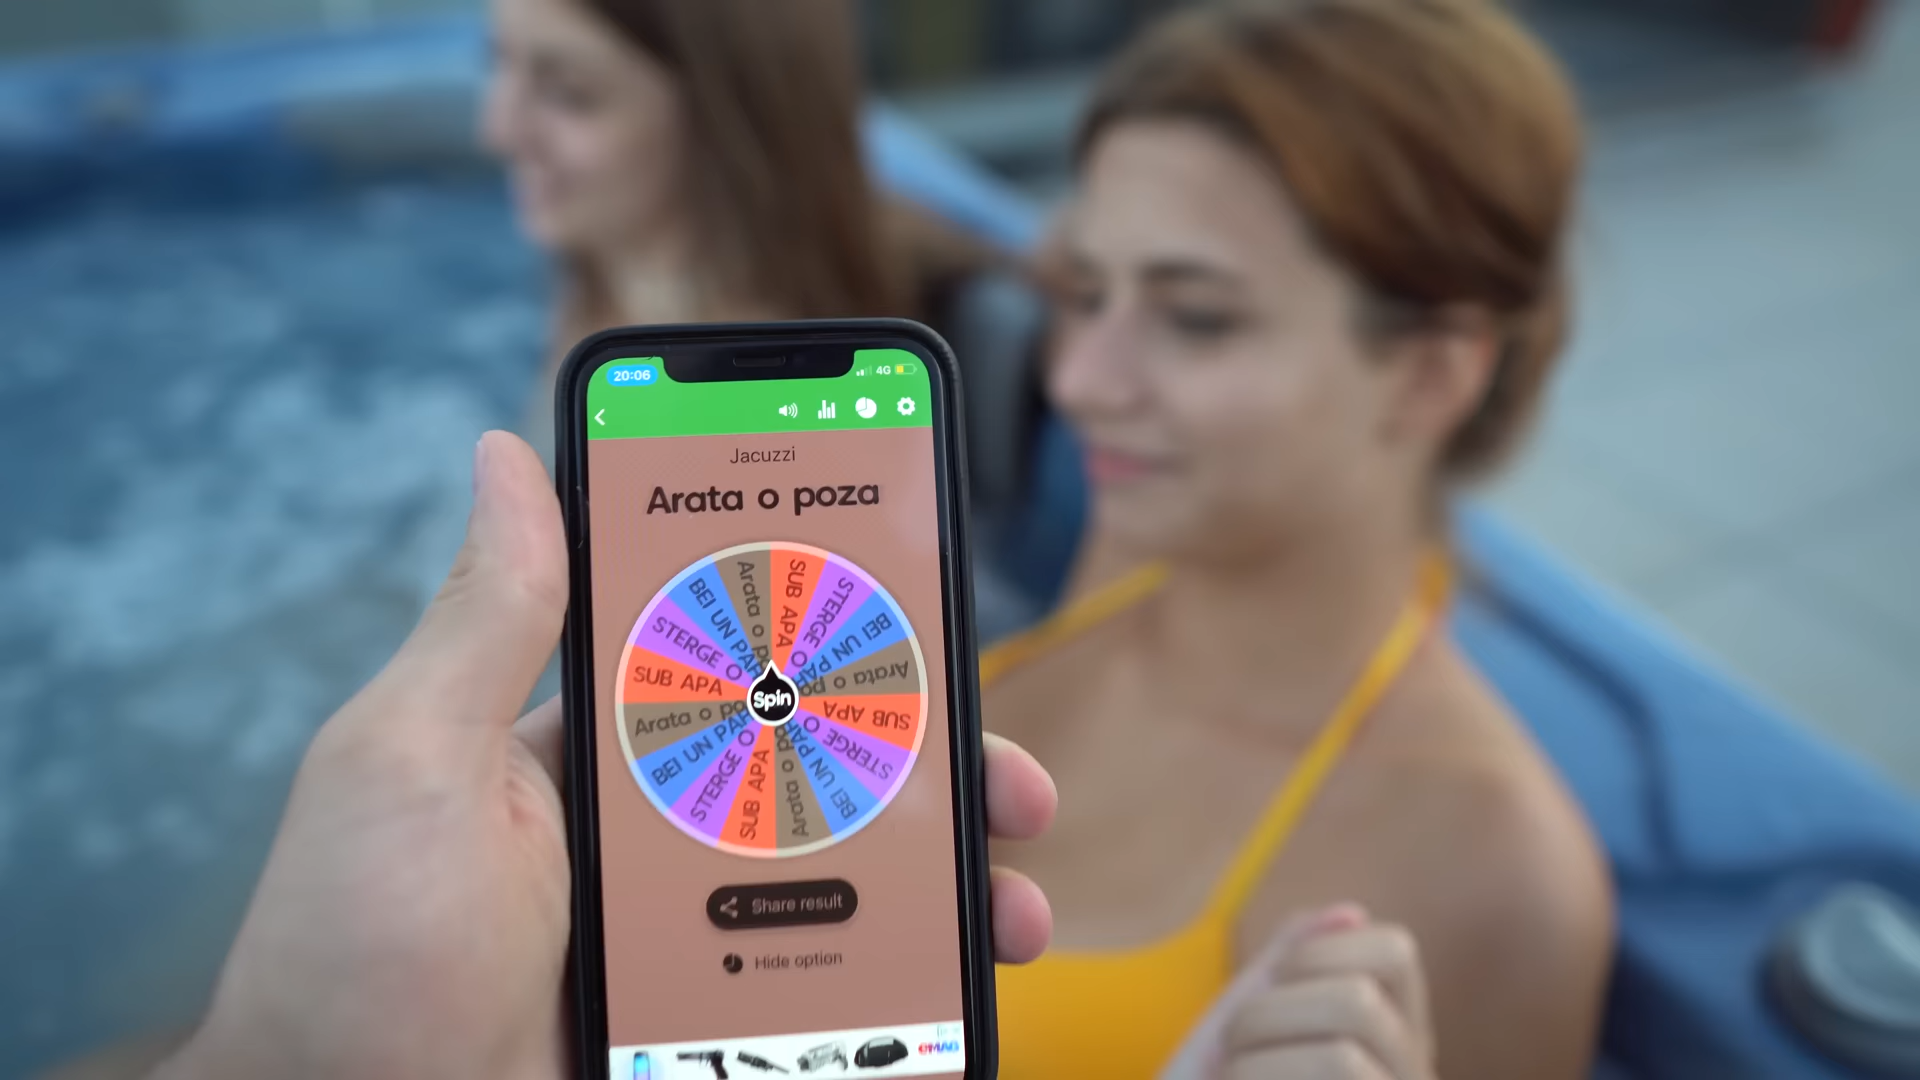 20:06
4G
Jacuzzi
Arata o poza
SUB APA
STERGE O
BEI UN PAH
Arata o po
SUB APA
STERGE O
BEI UN PAH
Arata o po
SUB APA
STERGE O
BEI UN PAH
Arata o po
SUB APA
STERGE O
BEI UN PAH
Arata o po
Spin
Share result
Hide option
eMAG